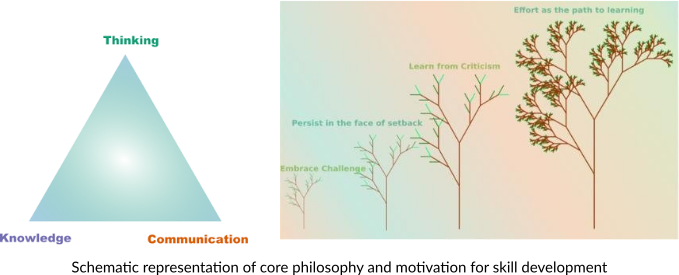 Thinking
Knowledge
Communication
Effort as the path to learning
Learn from Criticism
Persist in the face of setback
Embrace Challenge
Schematic representation of core philosophy and motivation for skill development